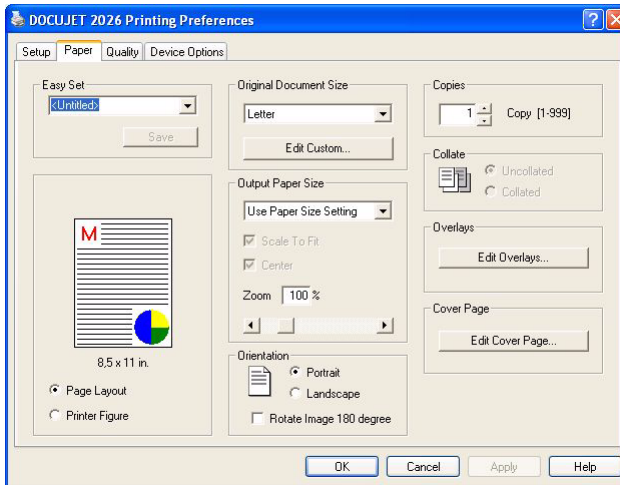 DOCUJET 2026 Printing Preferences
Setup Paper Quality Device Options
Easy Set
<Untitled>
Save
M
8,5 x 11 in.
Page Layout
Printer Figure
Original Document Size
Letter
Edit Custom...
Output Paper Size
Use Paper Size Setting
Scale To Fit
Center
Zoom 100 %
Orientation
Portrait
Landscape
Rotate Image 180 degree
Copies
1 Copy [1-999]
Collate
Uncollated
Collated
Overlays
Edit Overlays...
Cover Page
Edit Cover Page...
OK Cancel Apply Help